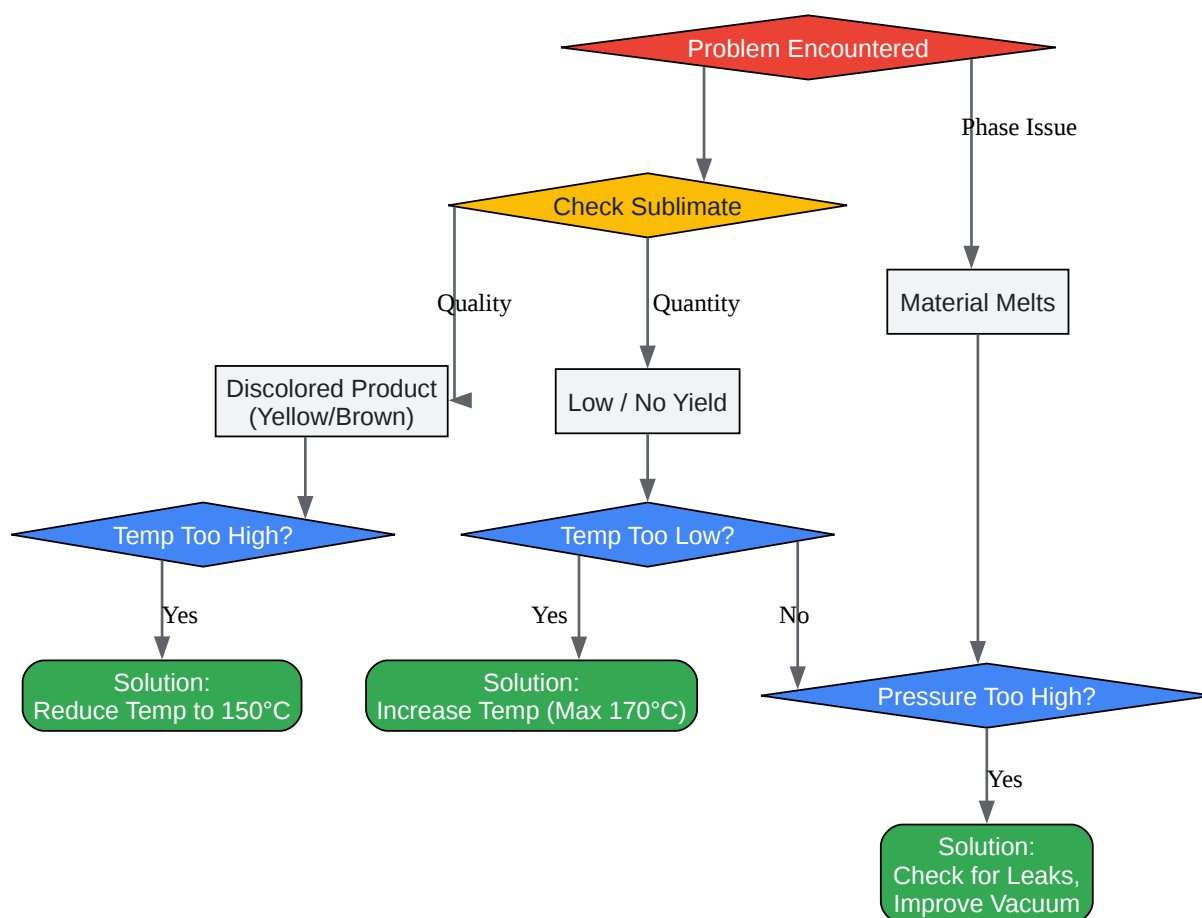 Problem Encountered
Phase Issue
Check Sublimate
Quality
Quantity
Material Melts
Discolored Product
(Yellow/Brown)
Low / No Yield
Temp Too High?
Temp Too Low?
Yes
Yes
No
Solution:
Reduce Temp to 150°C
Solution:
Increase Temp (Max 170°C)
Pressure Too High?
Yes
Solution:
Check for Leaks,
Improve Vacuum